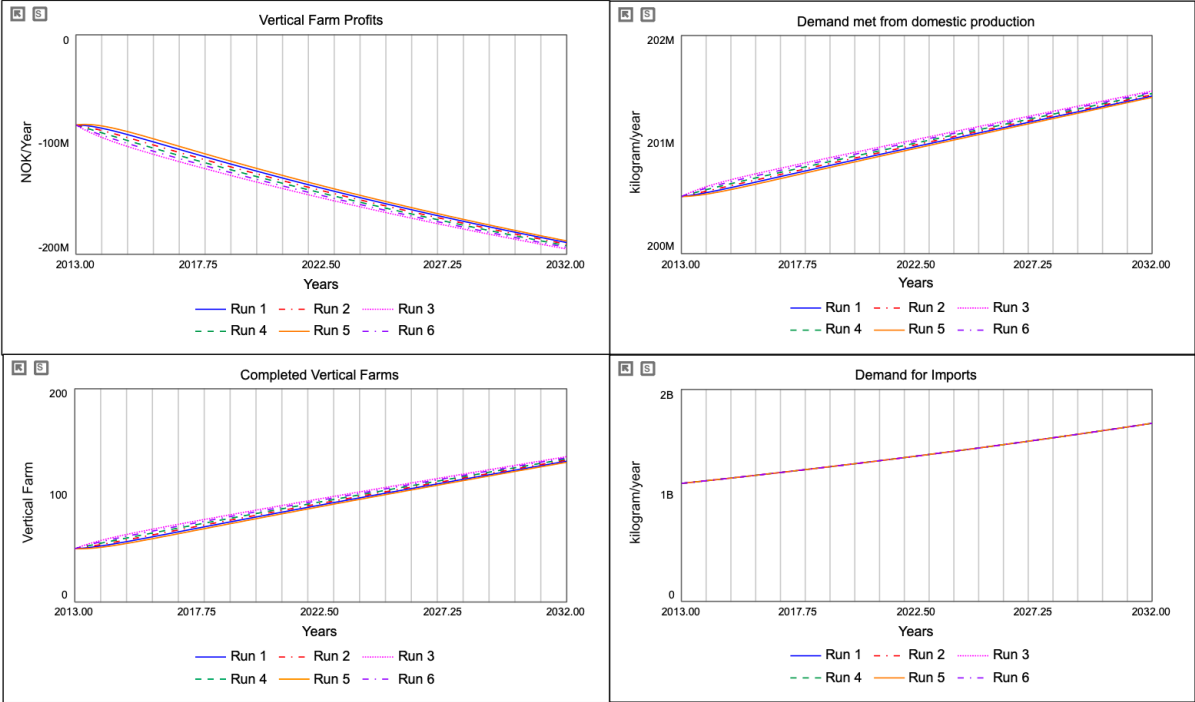 S
Vertical Farm Profits
0
-100M
-200M
NOK/Year
2013.00 2017.75 2022.50 2027.25 2032.00
Years
Run 1 Run 2 Run 3
Run 4 Run 5 Run 6
S
Demand met from domestic production
202M
201M
200M
kilogram/year
2013.00 2017.75 2022.50 2027.25 2032.00
Years
Run 1 Run 2 Run 3
Run 4 Run 5 Run 6
S
Completed Vertical Farms
200
100
0
Vertical Farm
2013.00 2017.75 2022.50 2027.25 2032.00
Years
Run 1 Run 2 Run 3
Run 4 Run 5 Run 6
S
Demand for Imports
2B
1B
0
kilogram/year
2013.00 2017.75 2022.50 2027.25 2032.00
Years
Run 1 Run 2 Run 3
Run 4 Run 5 Run 6